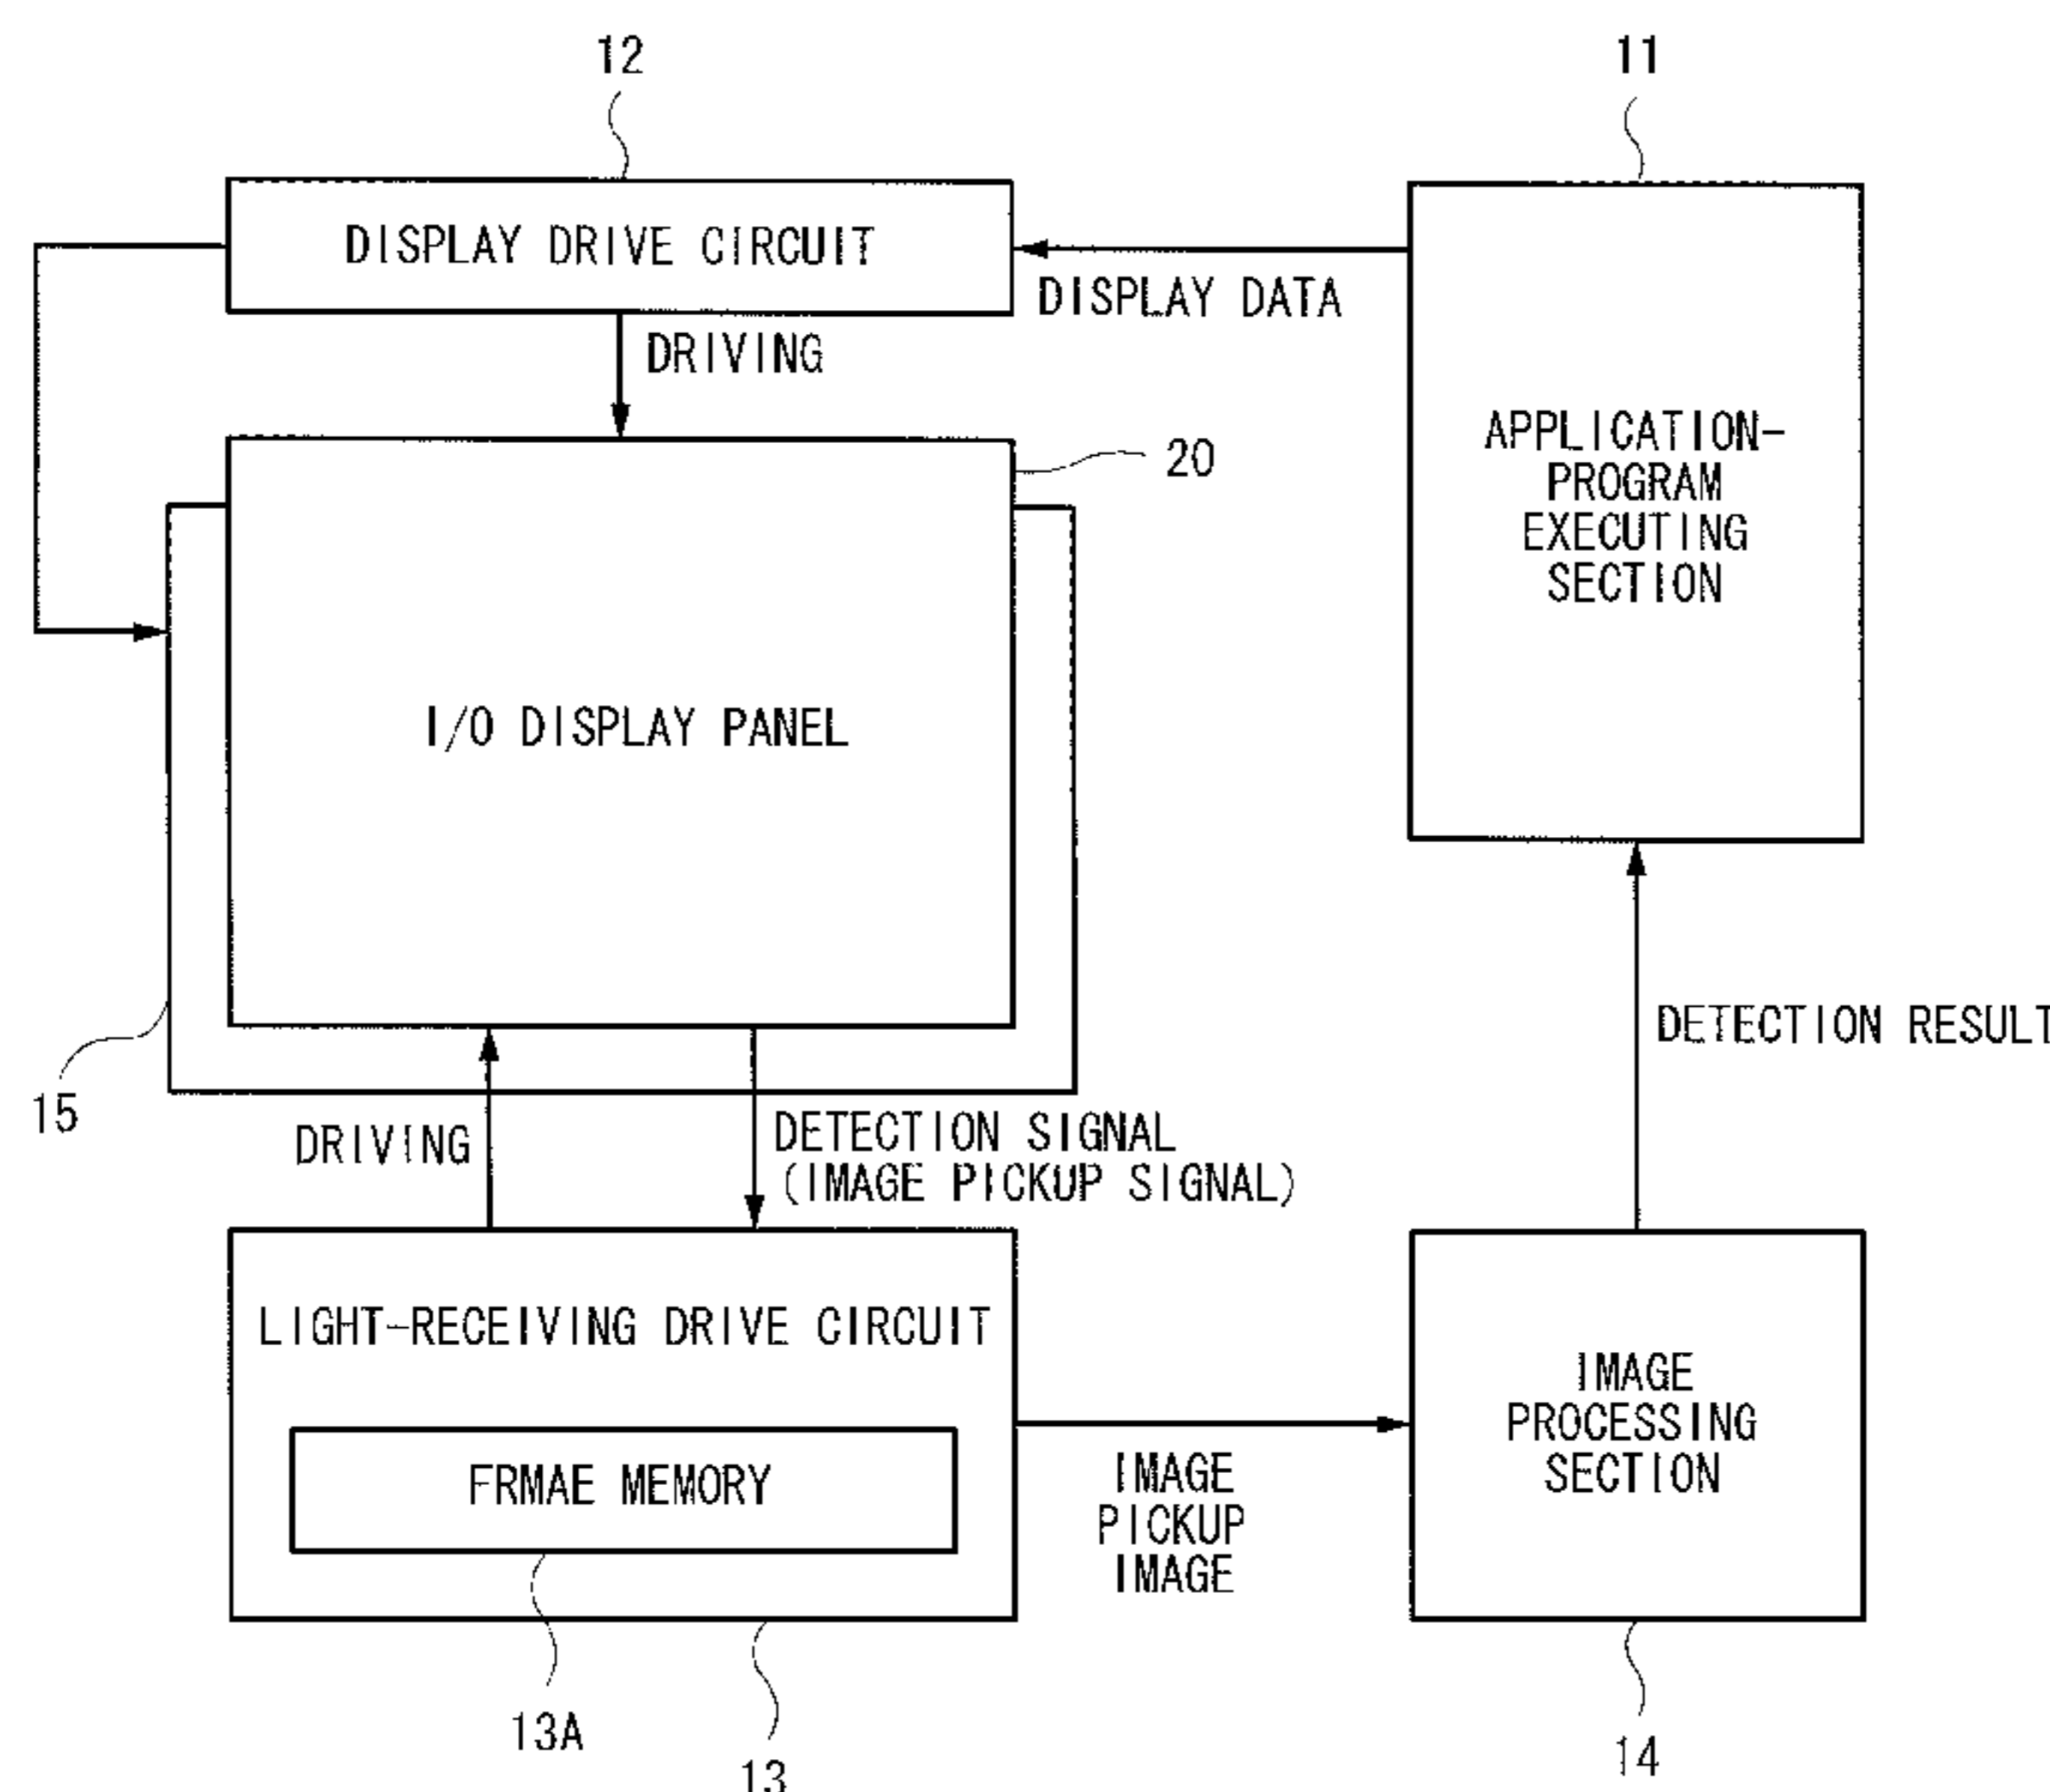 12
11
DISPLAY DRIVE CIRCUIT
DISPLAY DATA
DRIVING
20
APPLICATION-
PROGRAM
EXECUTING
SECTION
I/O DISPLAY PANEL
DETECTION RESULT
15
DRIVING
DETECTION SIGNAL
(IMAGE PICKUP SIGNAL)
LIGHT-RECEIVING DRIVE CIRCUIT
FRMAE MEMORY
IMAGE
PICKUP
IMAGE
IMAGE
PROCESSING
SECTION
13A
13
14